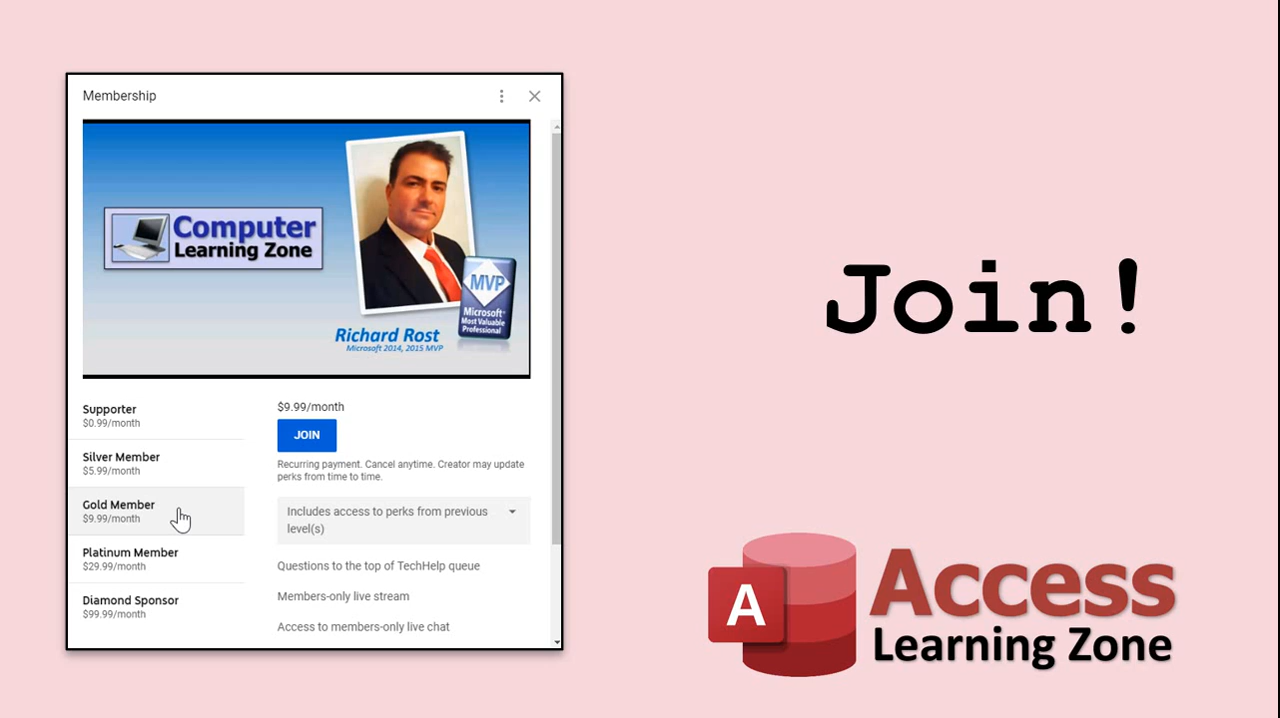 Membership
Computer
Learning Zone
MVP
Microsoft®
Most Valuable
Professional
Richard Rost
Microsoft 2014, 2015 MVP
Supporter
$0.99/month
Silver Member
$5.99/month
Gold Member
$9.99/month
Platinum Member
$29.99/month
Diamond Sponsor
$99.99/month
$9.99/month
JOIN
Recurring payment. Cancel anytime. Creator may update
perks from time to time.
Includes access to perks from previous
level(s)
Questions to the top of TechHelp queue
Members-only live stream
Access to members-only live chat
Join!
A
Access
Learning Zone